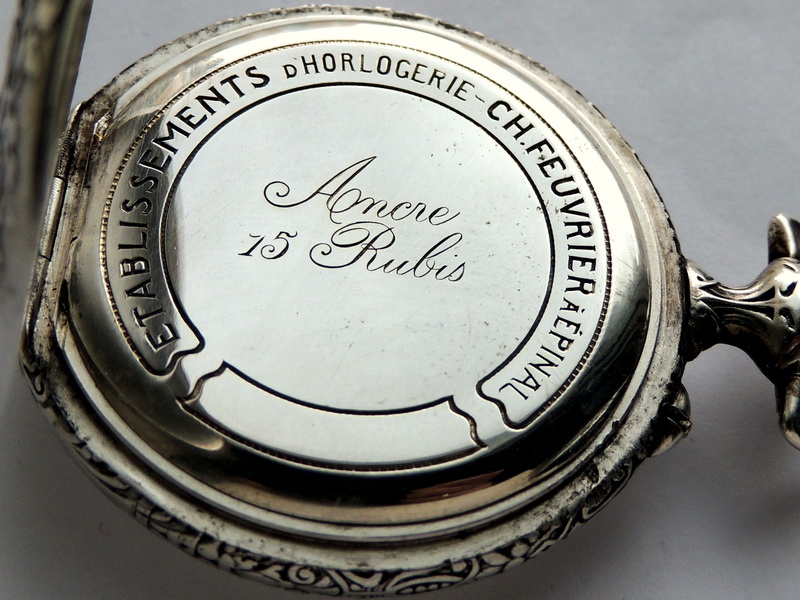 ETABLISSEMENTS D'HORLOGERIE - CH. FEUVRIER À ÉPINAL
Ancre
15 Rubis